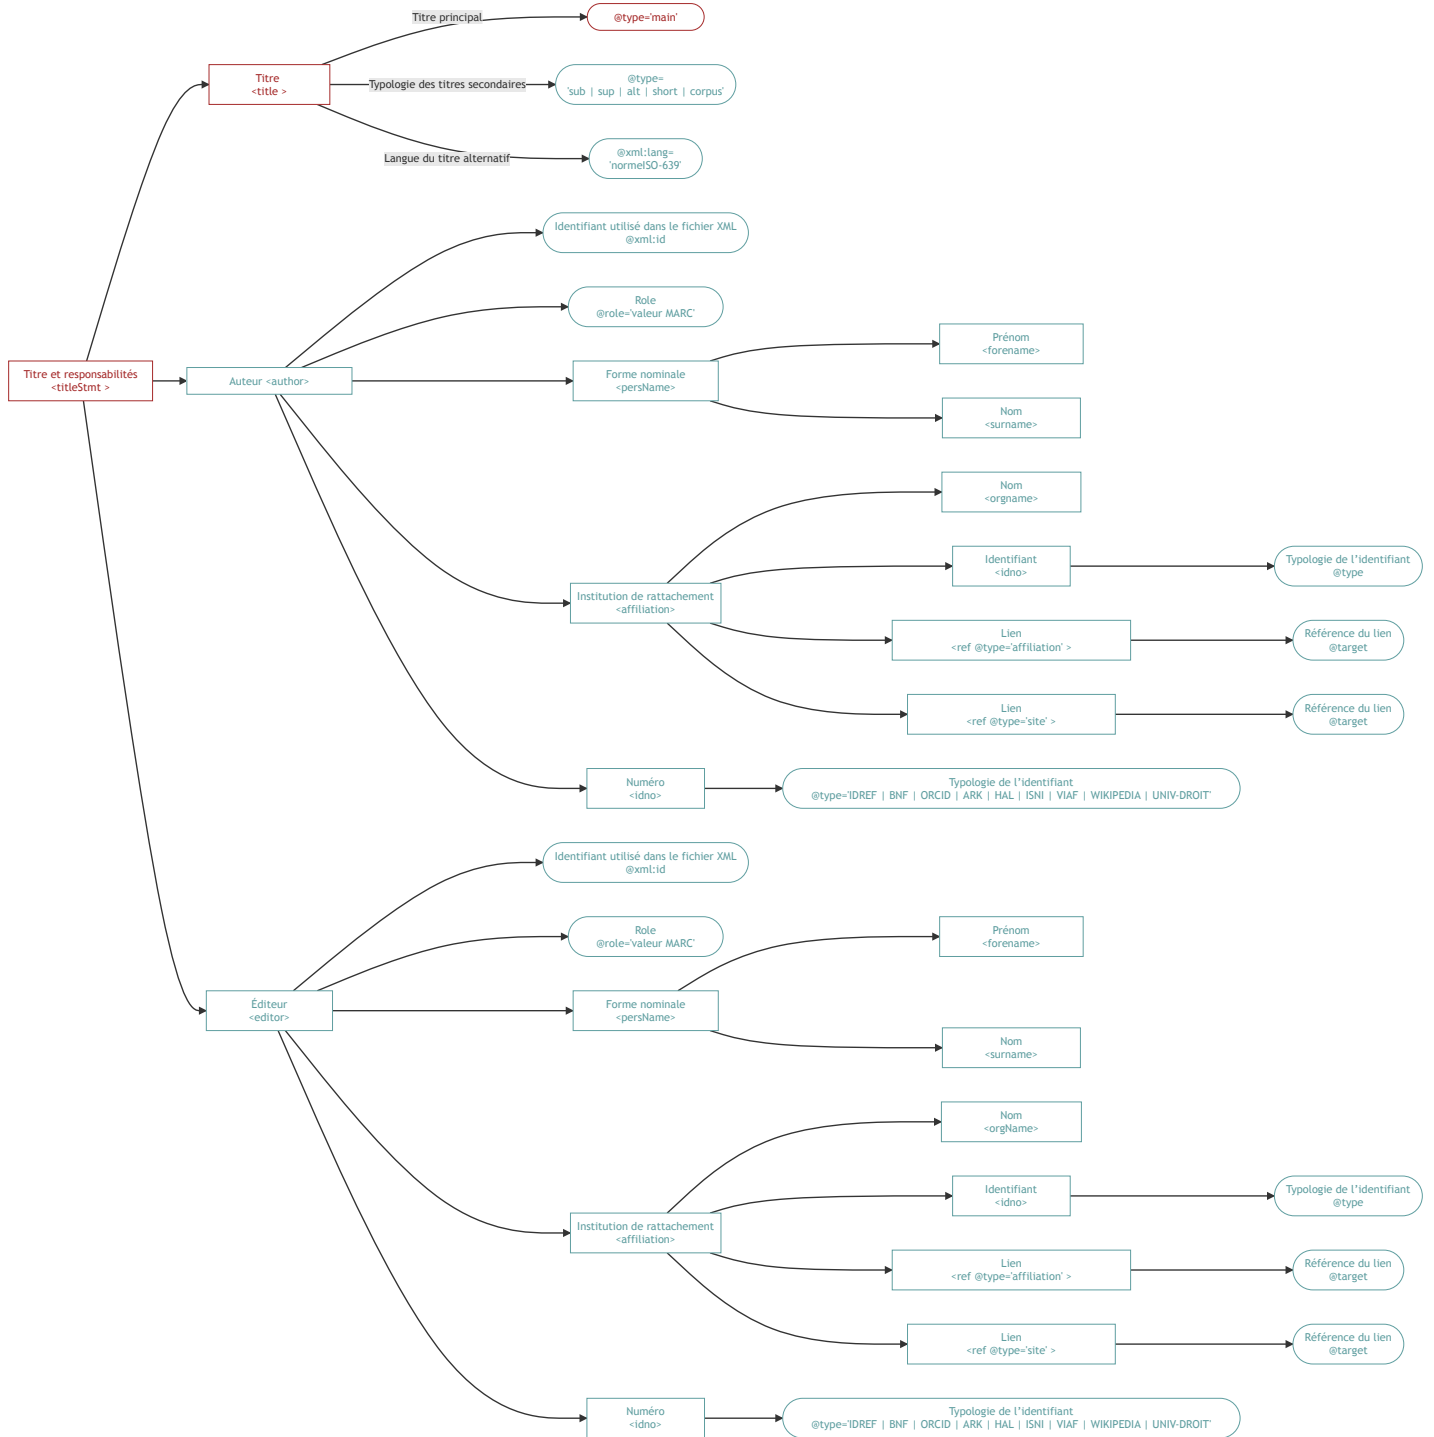 Titre principal
@type='main'
Titre
<title >
Typologie des titres secondaires
@type=
'sub | sup | alt | short | corpus'
Langue du titre alternatif
@xml:lang=
'normeISO-639'
Identifiant utilisé dans le fichier XML
@xml:id
Role
@role='valeur MARC'
Prénom
<forename>
Titre et responsabilités
<titleStmt >
Auteur <author>
Forme nominale
<persName>
Nom
<surname>
Nom
<orgname>
Identifiant
<idno>
Typologie de l'identifiant
@type
Institution de rattachement
<affiliation>
Lien
<ref @type='affiliation' >
Référence du lien
@target
Lien
<ref @type='site' >
Référence du lien
@target
Numéro
<idno>
Typologie de l'identifiant
@type='IDREF | BNF | ORCID | ARK | HAL | ISNI | VIAF | WIKIPEDIA | UNIV-DROIT'
Identifiant utilisé dans le fichier XML
@xml:id
Role
@role='valeur MARC'
Prénom
<forename>
Éditeur
<editor>
Forme nominale
<persName>
Nom
<surname>
Nom
<orgName>
Identifiant
<idno>
Typologie de l'identifiant
@type
Institution de rattachement
<affiliation>
Lien
<ref @type='affiliation' >
Référence du lien
@target
Lien
<ref @type='site' >
Référence du lien
@target
Numéro
<idno>
Typologie de l'identifiant
@type='IDREF | BNF | ORCID | ARK | HAL | ISNI | VIAF | WIKIPEDIA | UNIV-DROIT'